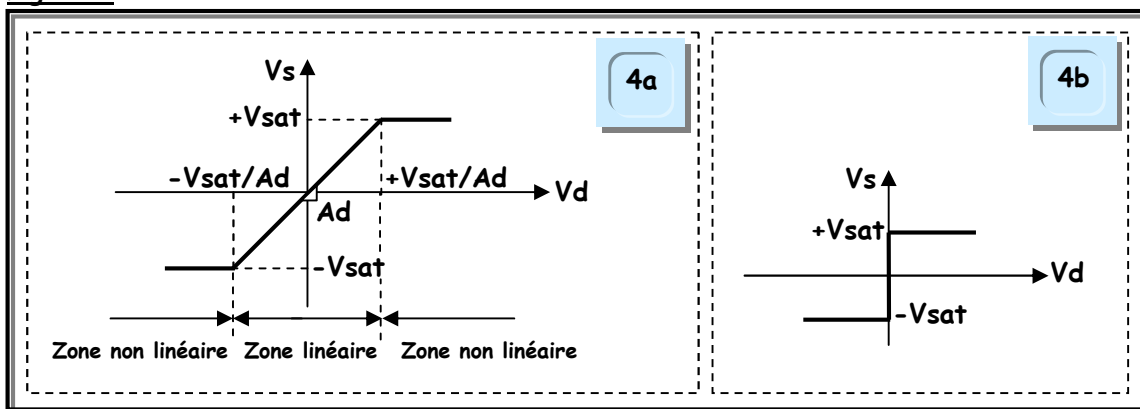 4a
Vs
+Vsat
-Vsat/Ad
+Vsat/Ad
Vd
Ad
-Vsat
Zone non linéaire
Zone linéaire
Zone non linéaire
4b
Vs
+Vsat
Vd
-Vsat